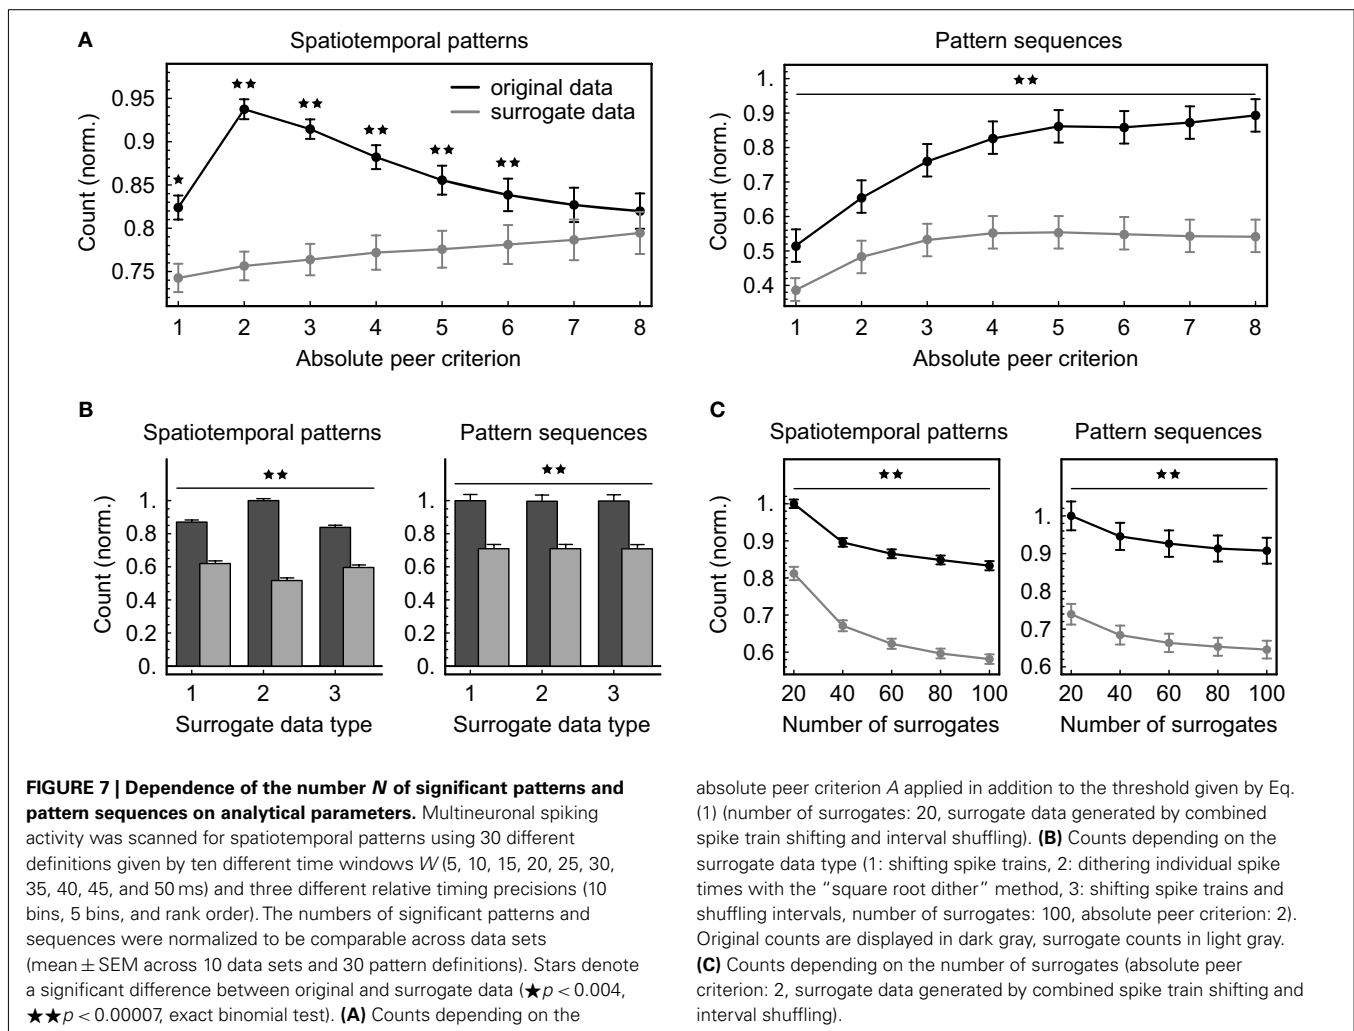 A
Spatiotemporal patterns
Count (norm.)
0.95
0.9
0.85
0.8
0.75
★ ★★ ★★ ★★ ★★ ★★
original data
surrogate data
1 2 3 4 5 6 7 8
Absolute peer criterion
Pattern sequences
Count (norm.)
1.
0.9
0.8
0.7
0.6
0.5
0.4
★★
1 2 3 4 5 6 7 8
Absolute peer criterion
B
Spatiotemporal patterns
Count (norm.)
★★
1.
0.8
0.6
0.4
0.2
0.
1 2 3
Surrogate data type
Pattern sequences
★★
1.
0.8
0.6
0.4
0.2
0.
1 2 3
Surrogate data type
C
Spatiotemporal patterns
Count (norm.)
★★
1.
0.9
0.8
0.7
0.6
20 40 60 80 100
Number of surrogates
Pattern sequences
★★
1.
0.9
0.8
0.7
0.6
20 40 60 80 100
Number of surrogates
FIGURE 7 | Dependence of the number N of significant patterns and
pattern sequences on analytical parameters. Multineuronal spiking
activity was scanned for spatiotemporal patterns using 30 different
definitions given by ten different time windows W (5, 10, 15, 20, 25, 30,
35, 40, 45, and 50 ms) and three different relative timing precisions (10
bins, 5 bins, and rank order). The numbers of significant patterns and
sequences were normalized to be comparable across data sets
(mean ± SEM across 10 data sets and 30 pattern definitions). Stars denote
a significant difference between original and surrogate data (★p < 0.004,
★★p < 0.00007, exact binomial test). (A) Counts depending on the
absolute peer criterion A applied in addition to the threshold given by Eq.
(1) (number of surrogates: 20, surrogate data generated by combined
spike train shifting and interval shuffling). (B) Counts depending on the
surrogate data type (1: shifting spike trains, 2: dithering individual spike
times with the “square root dither” method, 3: shifting spike trains and
shuffling intervals, number of surrogates: 100, absolute peer criterion: 2).
Original counts are displayed in dark gray, surrogate counts in light gray.
(C) Counts depending on the number of surrogates (absolute peer
criterion: 2, surrogate data generated by combined spike train shifting and
interval shuffling).